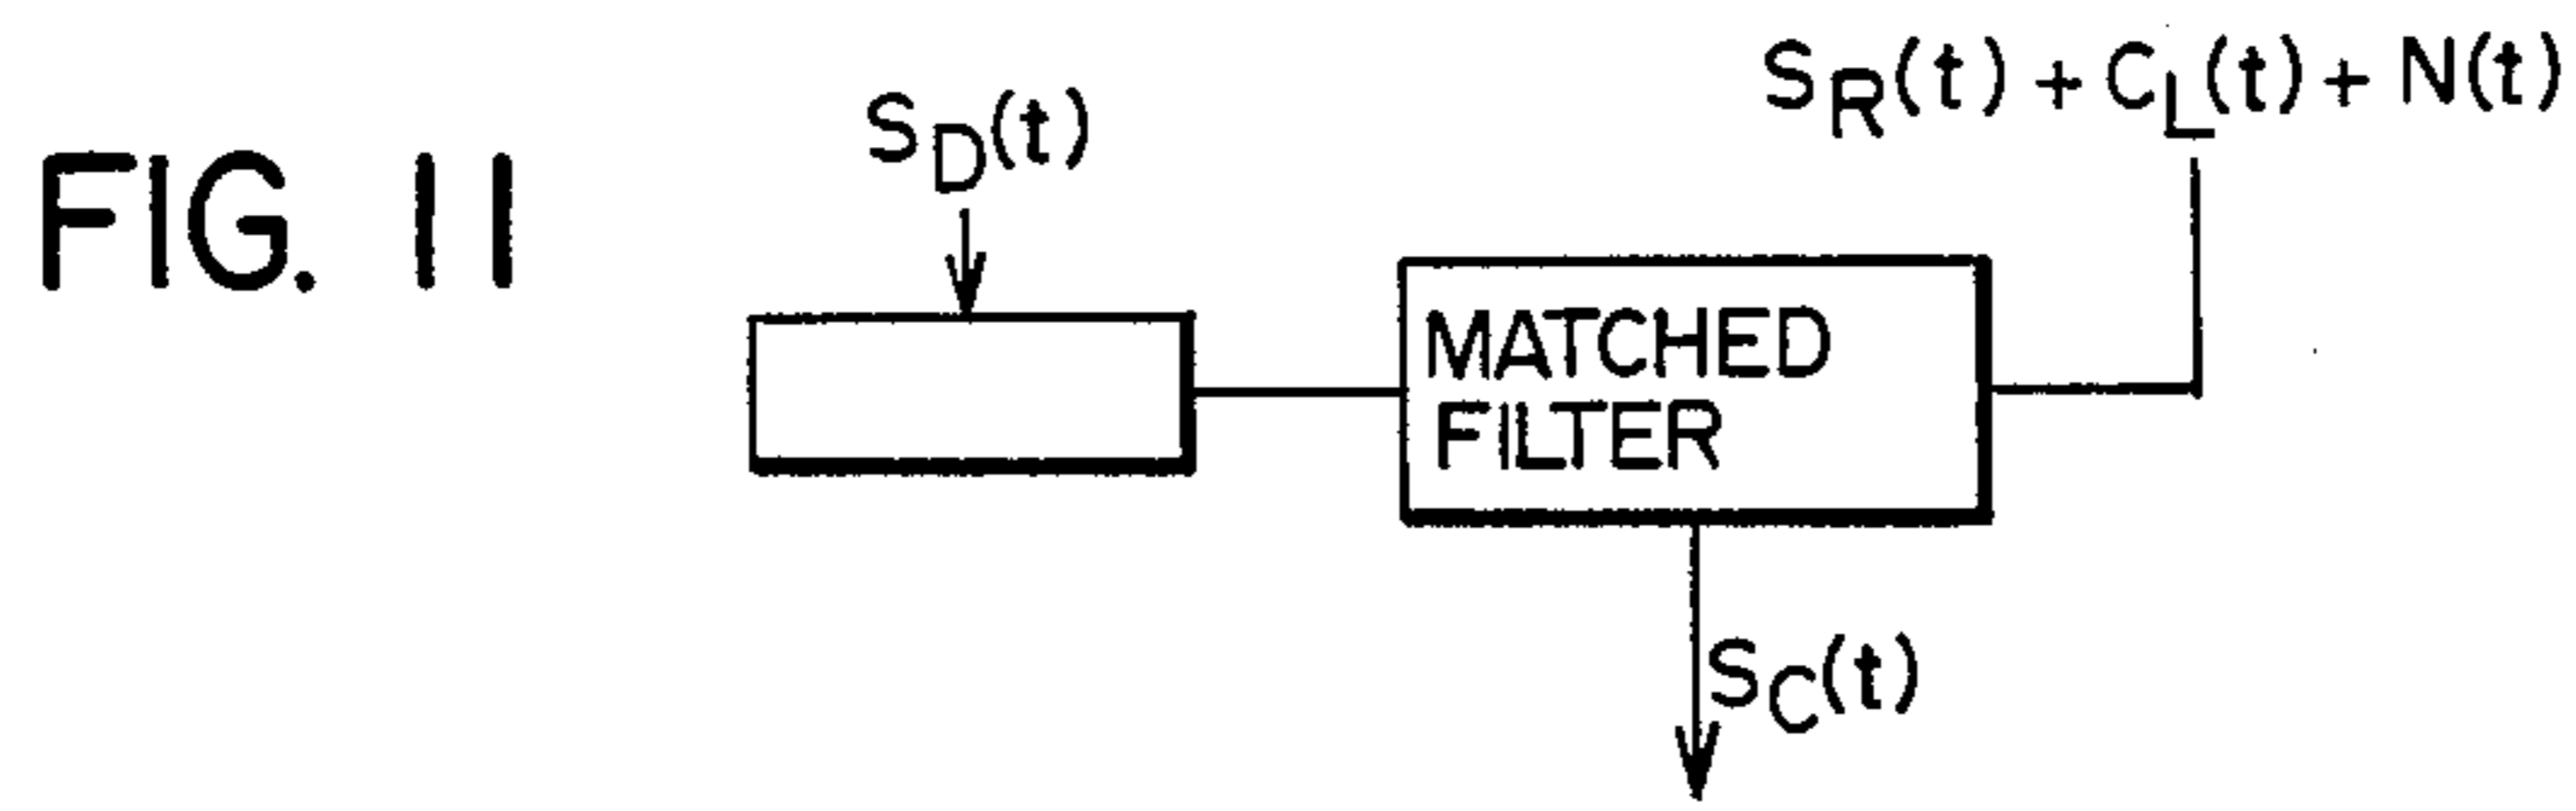 FIG. 11
S_D(t)
S_R(t) + C_L(t) + N(t)
MATCHED
FILTER
S_C(t)